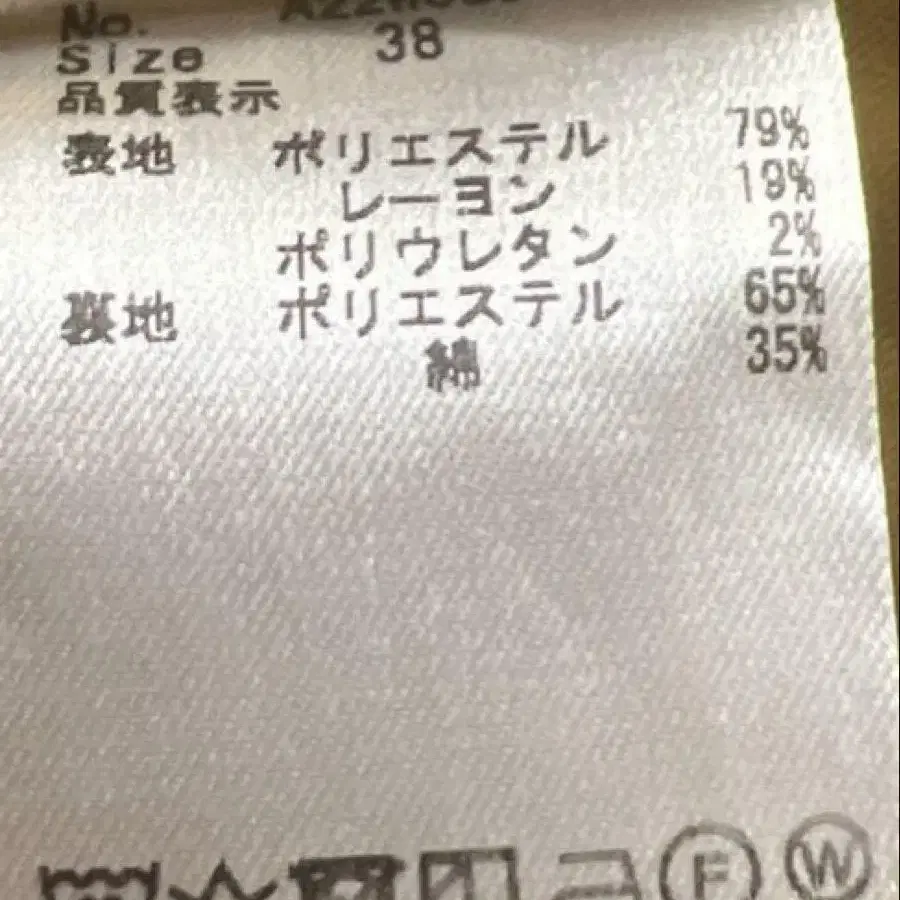 No.
Size 38
品質表示
表地 ポリエステル 79%
レーヨン 19%
ポリウレタン 2%
裏地 ポリエステル 65%
綿 35%
F W